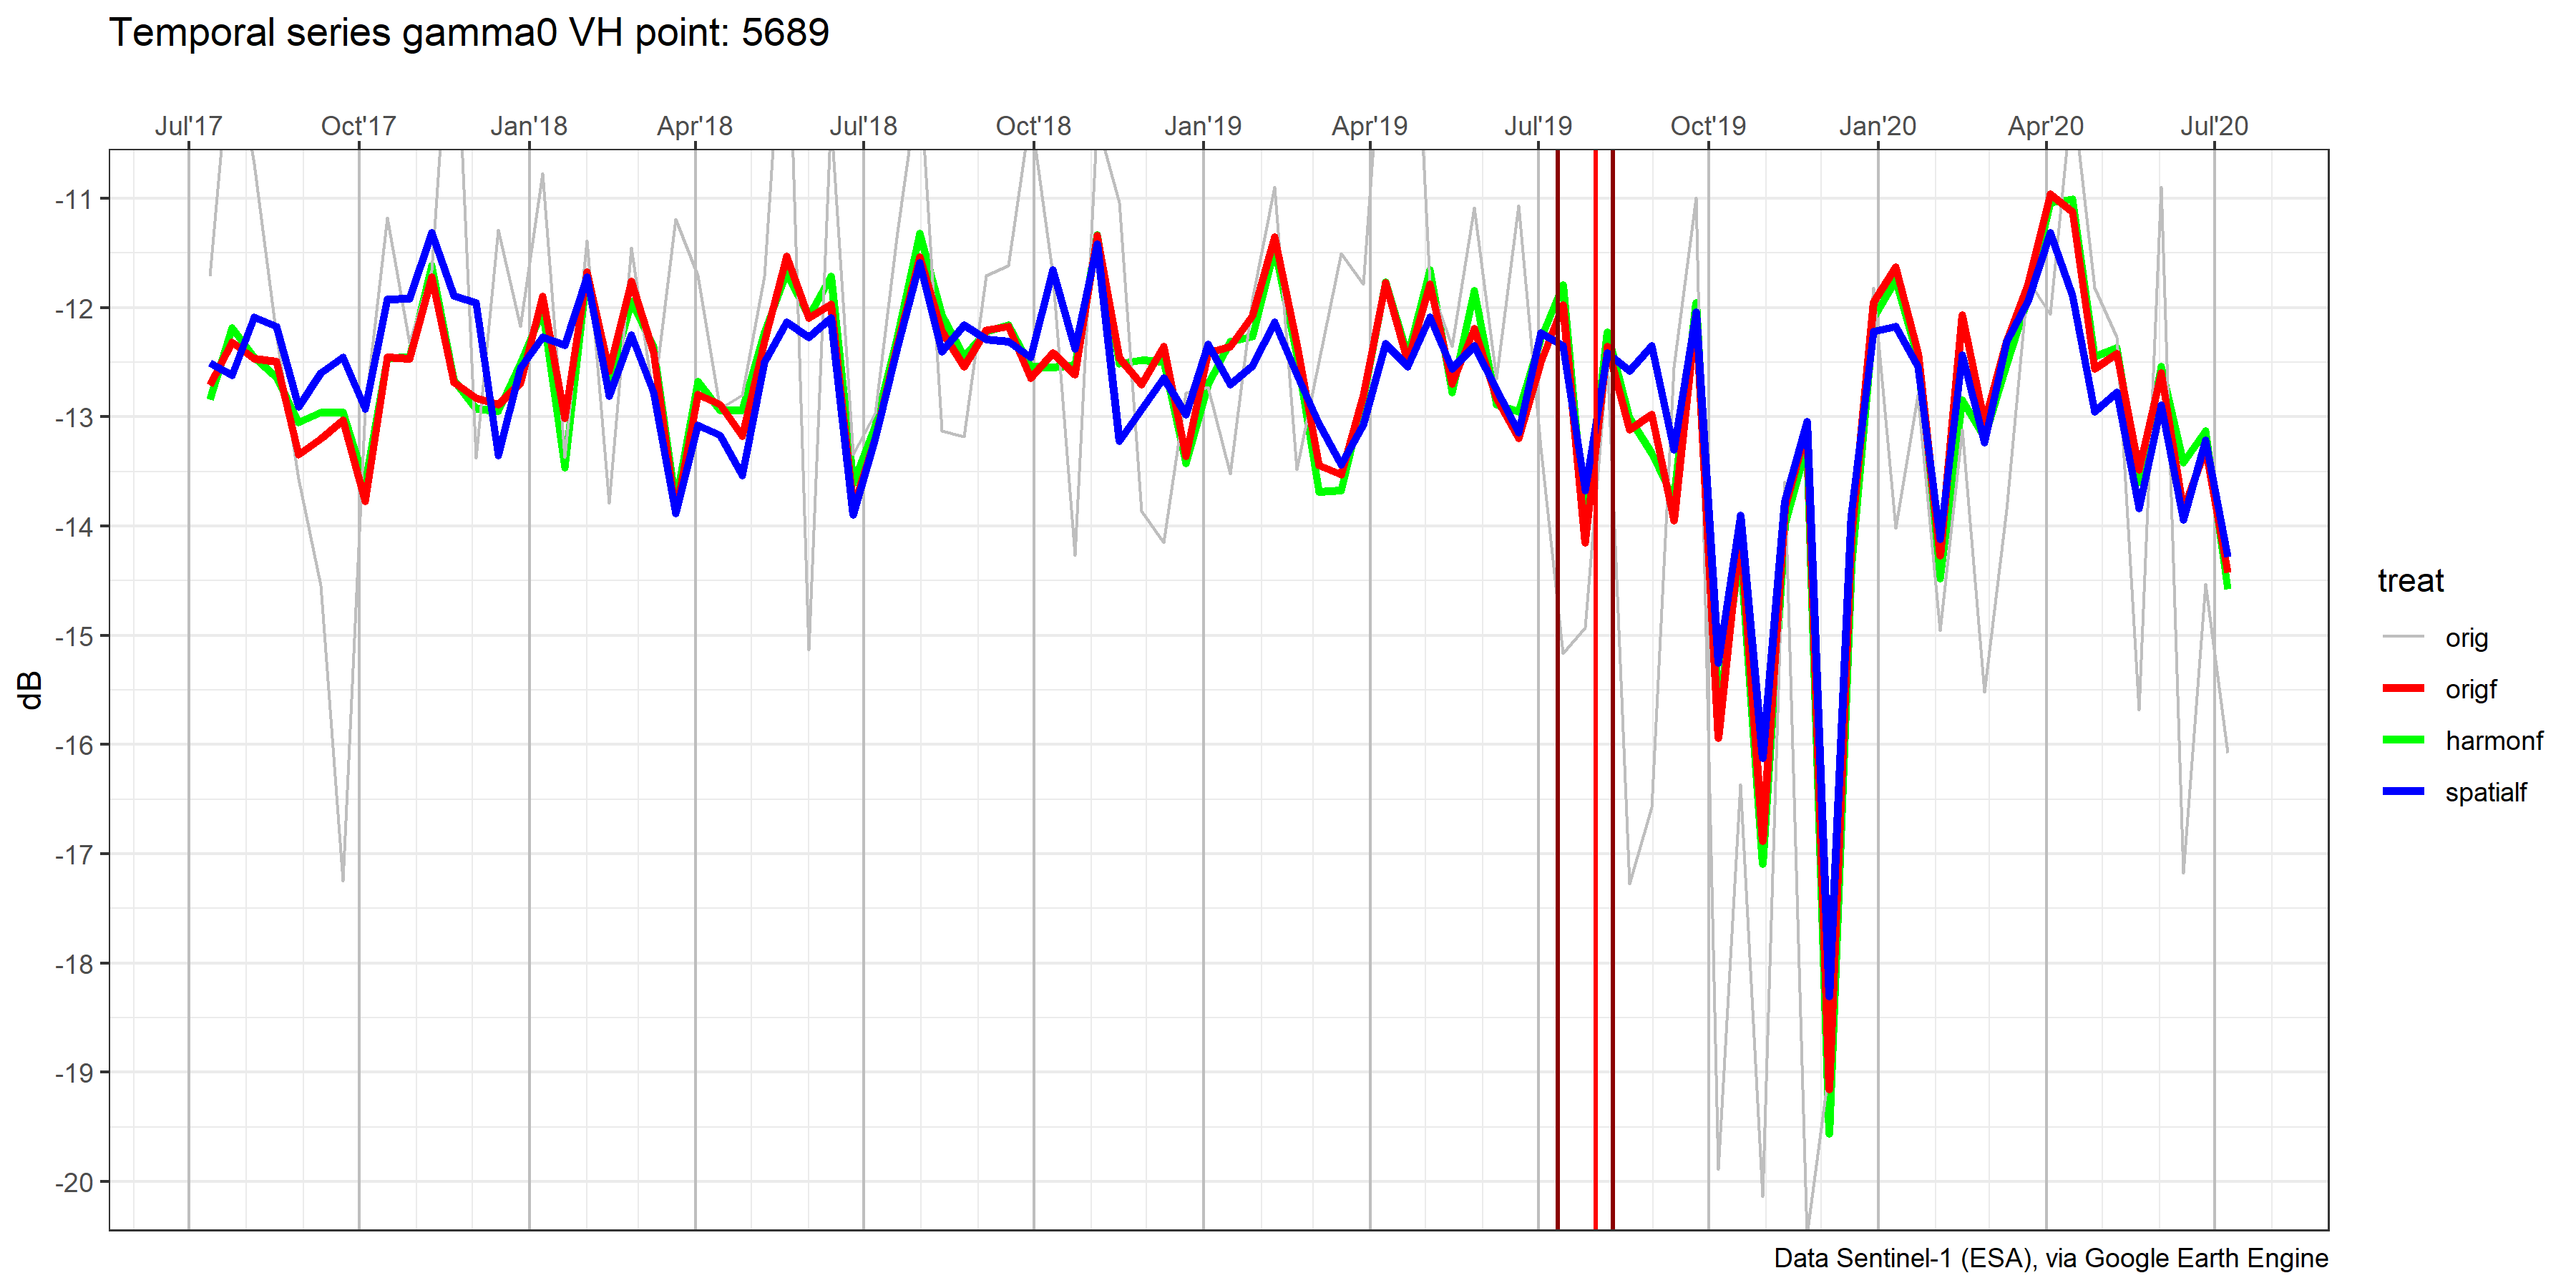 Temporal series gamma0 VH point: 5689
Jul'17 Oct'17 Jan'18 Apr'18 Jul'18 Oct'18 Jan'19 Apr'19 Jul'19 Oct'19 Jan'20 Apr'20 Jul'20
-11
-12
-13
-14
-15
-16
-17
-18
-19
-20
dB
treat
orig
origf
harmonf
spatialf
Data Sentinel-1 (ESA), via Google Earth Engine